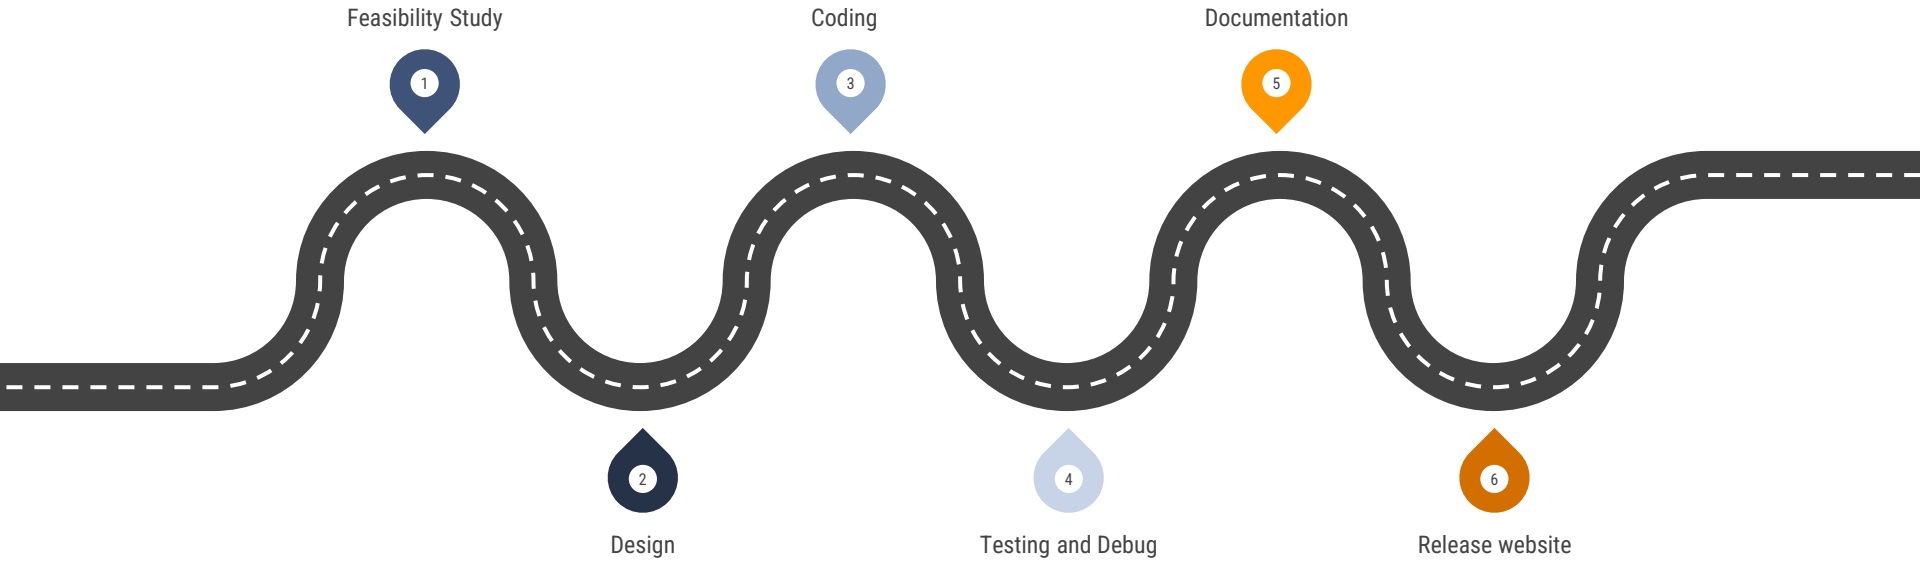 Feasibility Study
1
Design
2
Coding
3
Testing and Debug
4
Documentation
5
Release website
6